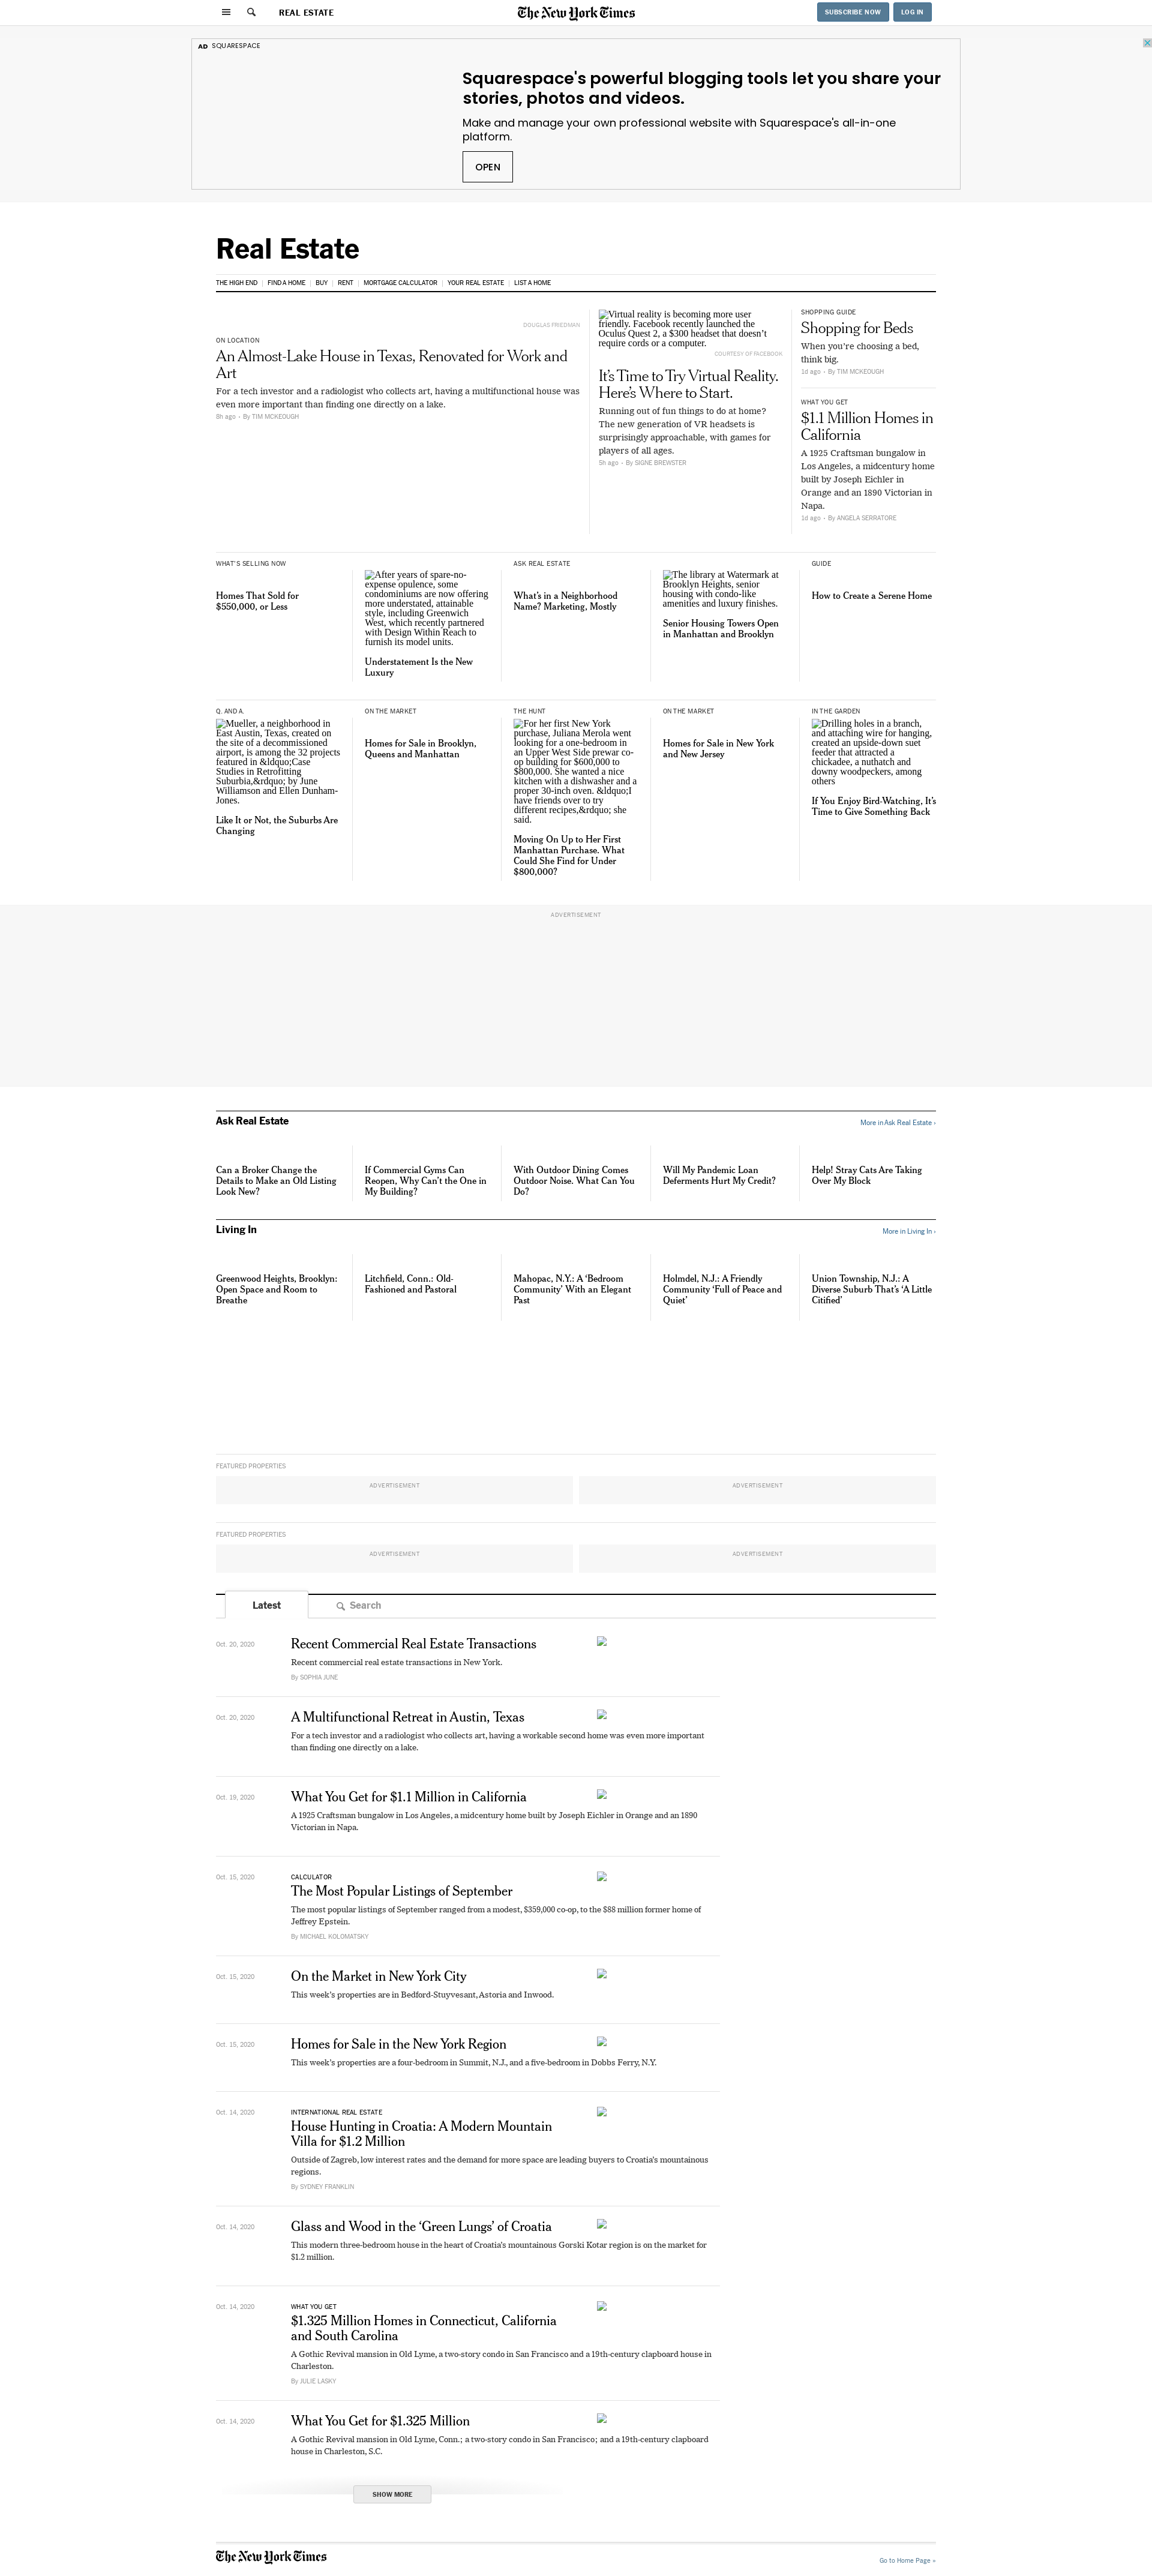 REAL ESTATE
The New York Times
SUBSCRIBE NOW
LOG IN
AD SQUARESPACE
Squarespace's powerful blogging tools let you share your
stories, photos and videos.
Make and manage your own professional website with Squarespace's all-in-one
platform.
OPEN
Real Estate
THE HIGH END
FIND A HOME
BUY
RENT
MORTGAGE CALCULATOR
YOUR REAL ESTATE
LIST A HOME
DOUGLAS FRIEDMAN
ON LOCATION
An Almost-Lake House in Texas, Renovated for Work and
Art
For a tech investor and a radiologist who collects art, having a multifunctional house was
even more important than finding one directly on a lake.
8h ago · By TIM MCKEOUGH
Virtual reality is becoming more user
friendly. Facebook recently launched the
Oculus Quest 2, a $300 headset that doesn’t
require cords or a computer.
COURTESY OF FACEBOOK
It’s Time to Try Virtual Reality.
Here’s Where to Start.
Running out of fun things to do at home?
The new generation of VR headsets is
surprisingly approachable, with games for
players of all ages.
5h ago · By SIGNE BREWSTER
SHOPPING GUIDE
Shopping for Beds
When you’re choosing a bed,
think big.
1d ago · By TIM MCKEOUGH
WHAT YOU GET
$1.1 Million Homes in
California
A 1925 Craftsman bungalow in
Los Angeles, a midcentury home
built by Joseph Eichler in
Orange and an 1890 Victorian in
Napa.
1d ago · By ANGELA SERRATORE
WHAT'S SELLING NOW
Homes That Sold for
$550,000, or Less
After years of spare-no-
expense opulence, some
condominiums are now offering
more understated, attainable
style, including Greenwich
West, which recently partnered
with Design Within Reach to
furnish its model units.
Understatement Is the New
Luxury
ASK REAL ESTATE
What’s in a Neighborhood
Name? Marketing, Mostly
The library at Watermark at
Brooklyn Heights, senior
housing with condo-like
amenities and luxury finishes.
Senior Housing Towers Open
in Manhattan and Brooklyn
GUIDE
How to Create a Serene Home
Q. AND A.
Mueller, a neighborhood in
East Austin, Texas, created on
the site of a decommissioned
airport, is among the 32 projects
featured in &ldquo;Case
Studies in Retrofitting
Suburbia,&rdquo; by June
Williamson and Ellen Dunham-
Jones.
Like It or Not, the Suburbs Are
Changing
ON THE MARKET
Homes for Sale in Brooklyn,
Queens and Manhattan
THE HUNT
For her first New York
purchase, Juliana Merola went
looking for a one-bedroom in
an Upper West Side prewar co-
op building for $600,000 to
$800,000. She wanted a nice
kitchen with a dishwasher and a
proper 30-inch oven. &ldquo;I
have friends over to try
different recipes,&rdquo; she
said.
Moving On Up to Her First
Manhattan Purchase. What
Could She Find for Under
$800,000?
ON THE MARKET
Homes for Sale in New York
and New Jersey
IN THE GARDEN
Drilling holes in a branch,
and attaching wire for hanging,
created an upside-down suet
feeder that attracted a
chickadee, a nuthatch and
downy woodpeckers, among
others
If You Enjoy Bird-Watching, It’s
Time to Give Something Back
ADVERTISEMENT
Ask Real Estate
More in Ask Real Estate ›
Can a Broker Change the
Details to Make an Old Listing
Look New?
If Commercial Gyms Can
Reopen, Why Can’t the One in
My Building?
With Outdoor Dining Comes
Outdoor Noise. What Can You
Do?
Will My Pandemic Loan
Deferments Hurt My Credit?
Help! Stray Cats Are Taking
Over My Block
Living In
More in Living In ›
Greenwood Heights, Brooklyn:
Open Space and Room to
Breathe
Litchfield, Conn.: Old-
Fashioned and Pastoral
Mahopac, N.Y.: A ‘Bedroom
Community’ With an Elegant
Past
Holmdel, N.J.: A Friendly
Community ‘Full of Peace and
Quiet’
Union Township, N.J.: A
Diverse Suburb That’s ‘A Little
Citified’
FEATURED PROPERTIES
ADVERTISEMENT
ADVERTISEMENT
FEATURED PROPERTIES
ADVERTISEMENT
ADVERTISEMENT
Latest
Search
Oct. 20, 2020
Recent Commercial Real Estate Transactions
Recent commercial real estate transactions in New York.
By SOPHIA JUNE
Oct. 20, 2020
A Multifunctional Retreat in Austin, Texas
For a tech investor and a radiologist who collects art, having a workable second home was even more important
than finding one directly on a lake.
Oct. 19, 2020
What You Get for $1.1 Million in California
A 1925 Craftsman bungalow in Los Angeles, a midcentury home built by Joseph Eichler in Orange and an 1890
Victorian in Napa.
Oct. 15, 2020
CALCULATOR
The Most Popular Listings of September
The most popular listings of September ranged from a modest, $359,000 co-op, to the $88 million former home of
Jeffrey Epstein.
By MICHAEL KOLOMATSKY
Oct. 15, 2020
On the Market in New York City
This week’s properties are in Bedford-Stuyvesant, Astoria and Inwood.
Oct. 15, 2020
Homes for Sale in the New York Region
This week’s properties are a four-bedroom in Summit, N.J., and a five-bedroom in Dobbs Ferry, N.Y.
Oct. 14, 2020
INTERNATIONAL REAL ESTATE
House Hunting in Croatia: A Modern Mountain
Villa for $1.2 Million
Outside of Zagreb, low interest rates and the demand for more space are leading buyers to Croatia’s mountainous
regions.
By SYDNEY FRANKLIN
Oct. 14, 2020
Glass and Wood in the ‘Green Lungs’ of Croatia
This modern three-bedroom house in the heart of Croatia’s mountainous Gorski Kotar region is on the market for
$1.2 million.
Oct. 14, 2020
WHAT YOU GET
$1.325 Million Homes in Connecticut, California
and South Carolina
A Gothic Revival mansion in Old Lyme, a two-story condo in San Francisco and a 19th-century clapboard house in
Charleston.
By JULIE LASKY
Oct. 14, 2020
What You Get for $1.325 Million
A Gothic Revival mansion in Old Lyme, Conn.; a two-story condo in San Francisco; and a 19th-century clapboard
house in Charleston, S.C.
SHOW MORE
The New York Times
Go to Home Page »